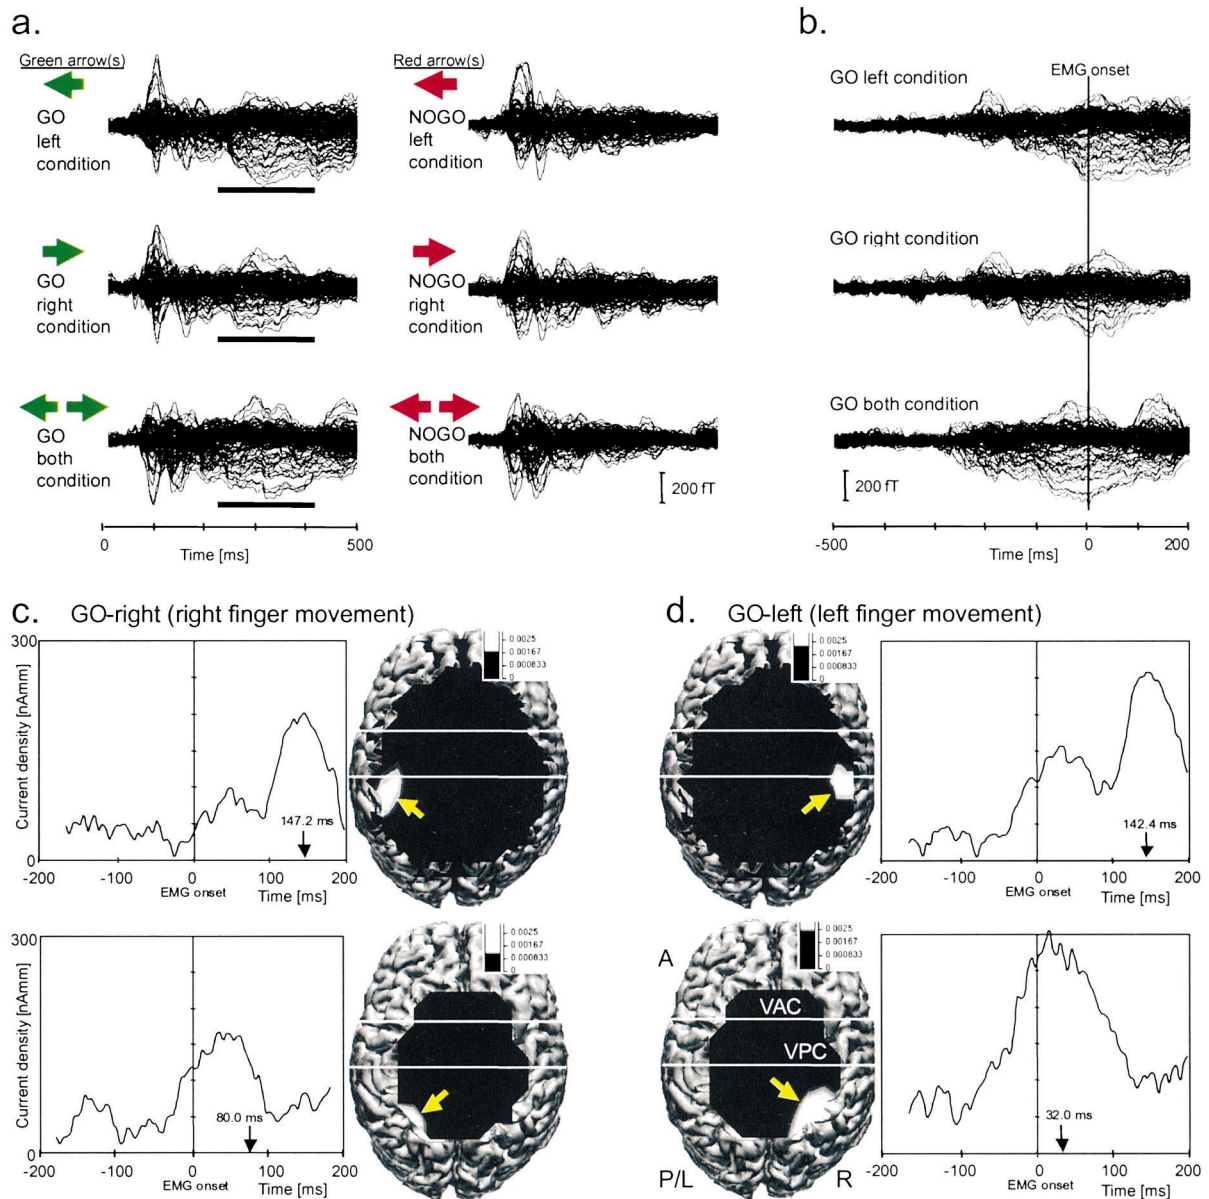 a.
Green arrow(s)
GO
left
condition
GO
right
condition
GO
both
condition
0
500
Time [ms]
Red arrow(s)
NOGO
left
condition
NOGO
right
condition
NOGO
both
condition
200 fT
b.
GO left condition
EMG onset
GO right condition
GO both condition
200 fT
-500
0
200
Time [ms]
c. GO-right (right finger movement)
300
Current density [nAmm]
0
147.2 ms
-200
-100
0
100
200
EMG onset
Time [ms]
0.0025
0.00167
0.000833
0
300
Current density [nAmm]
0
80.0 ms
-200
-100
0
100
200
EMG onset
Time [ms]
0.0025
0.00167
0.000833
0
d. GO-left (left finger movement)
0.0025
0.00167
0.000833
0
142.4 ms
-200
-100
0
100
200
EMG onset
Time [ms]
0.0025
0.00167
0.000833
0
A
VAC
VPC
P/L
R
32.0 ms
-200
-100
0
100
200
EMG onset
Time [ms]